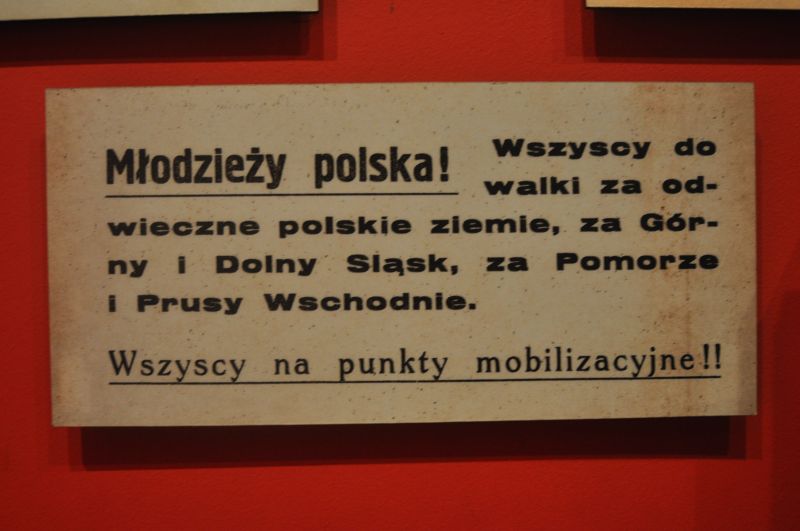 Młodzieży polska! Wszyscy do
walki za od-
wieczne polskie ziemie, za Gór-
ny i Dolny Sląsk, za Pomorze
i Prusy Wschodnie.
Wszyscy na punkty mobilizacyjne!!